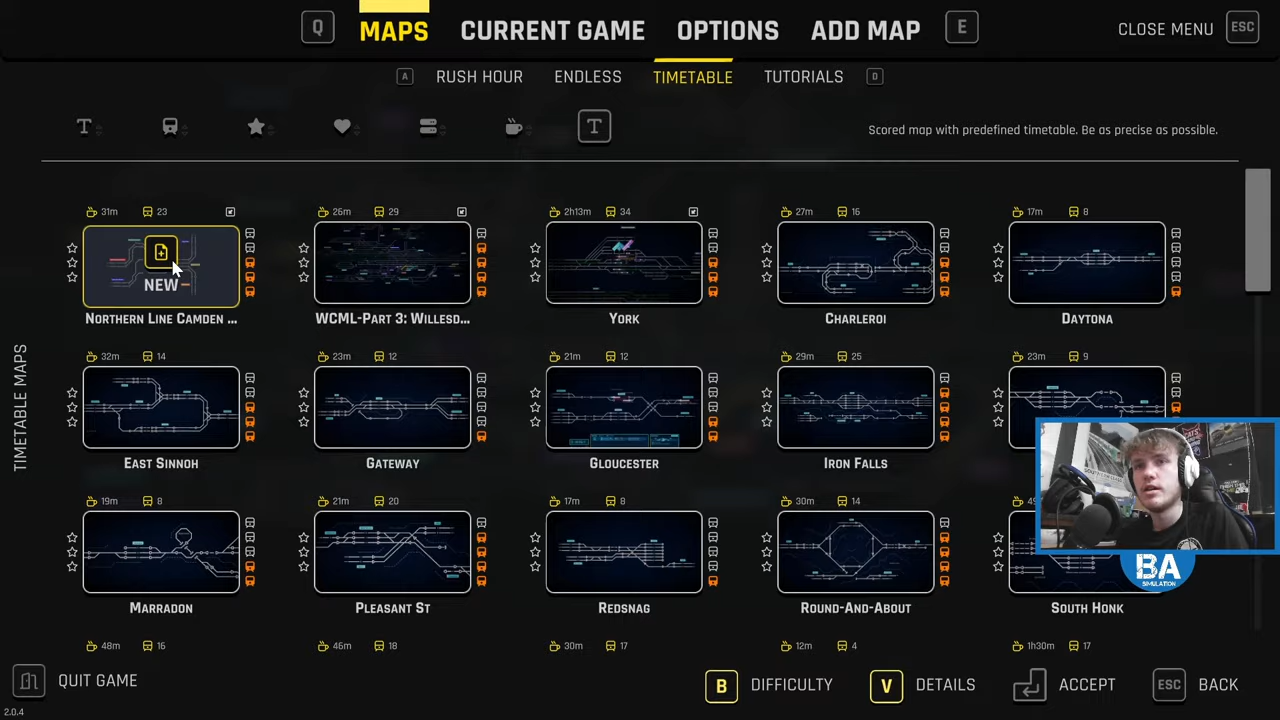 Q MAPS CURRENT GAME OPTIONS ADD MAP E CLOSE MENU ESC
A RUSH HOUR ENDLESS TIMETABLE TUTORIALS D
T T Scored map with predefined timetable. Be as precise as possible.
TIMETABLE MAPS
31m 23 26m 29 2h13m 34 27m 16 17m 8
NEW
NORTHERN LINE CAMDEN ... WCML-PART 3: WILLESD... YORK CHARLEROI DAYTONA
32m 14 23m 12 21m 12 29m 25 23m 9
EAST SINNOH GATEWAY GLOUCESTER IRON FALLS
19m 8 21m 20 17m 8 30m 14
MARRADON PLEASANT ST REDSNAG ROUND-AND-ABOUT SOUTH HONK
BA
SIMULATION
48m 16 46m 18 30m 17 12m 4 1h30m 17
QUIT GAME B DIFFICULTY V DETAILS ACCEPT ESC BACK
2.0.4